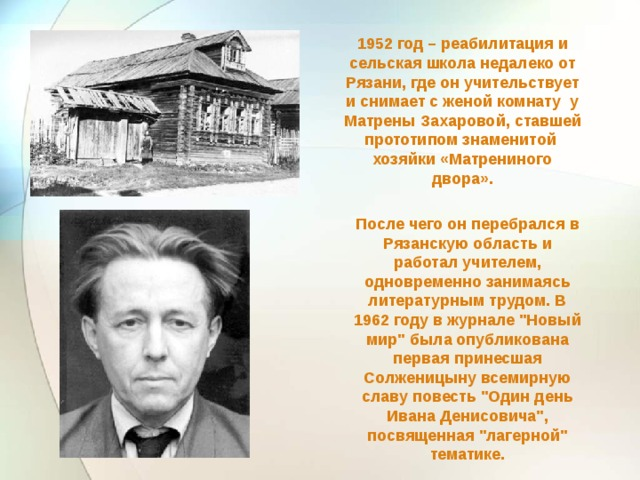 1952 год – реабилитация и
сельская школа недалеко от
Рязани, где он учительствует
и снимает с женой комнату у
Матрены Захаровой, ставшей
прототипом знаменитой
хозяйки «Матрениного
двора».
После чего он перебрался в
Рязанскую область и
работал учителем,
одновременно занимаясь
литературным трудом. В
1962 году в журнале "Новый
мир" была опубликована
первая принесшая
Солженицыну всемирную
славу повесть "Один день
Ивана Денисовича",
посвященная "лагерной"
тематике.